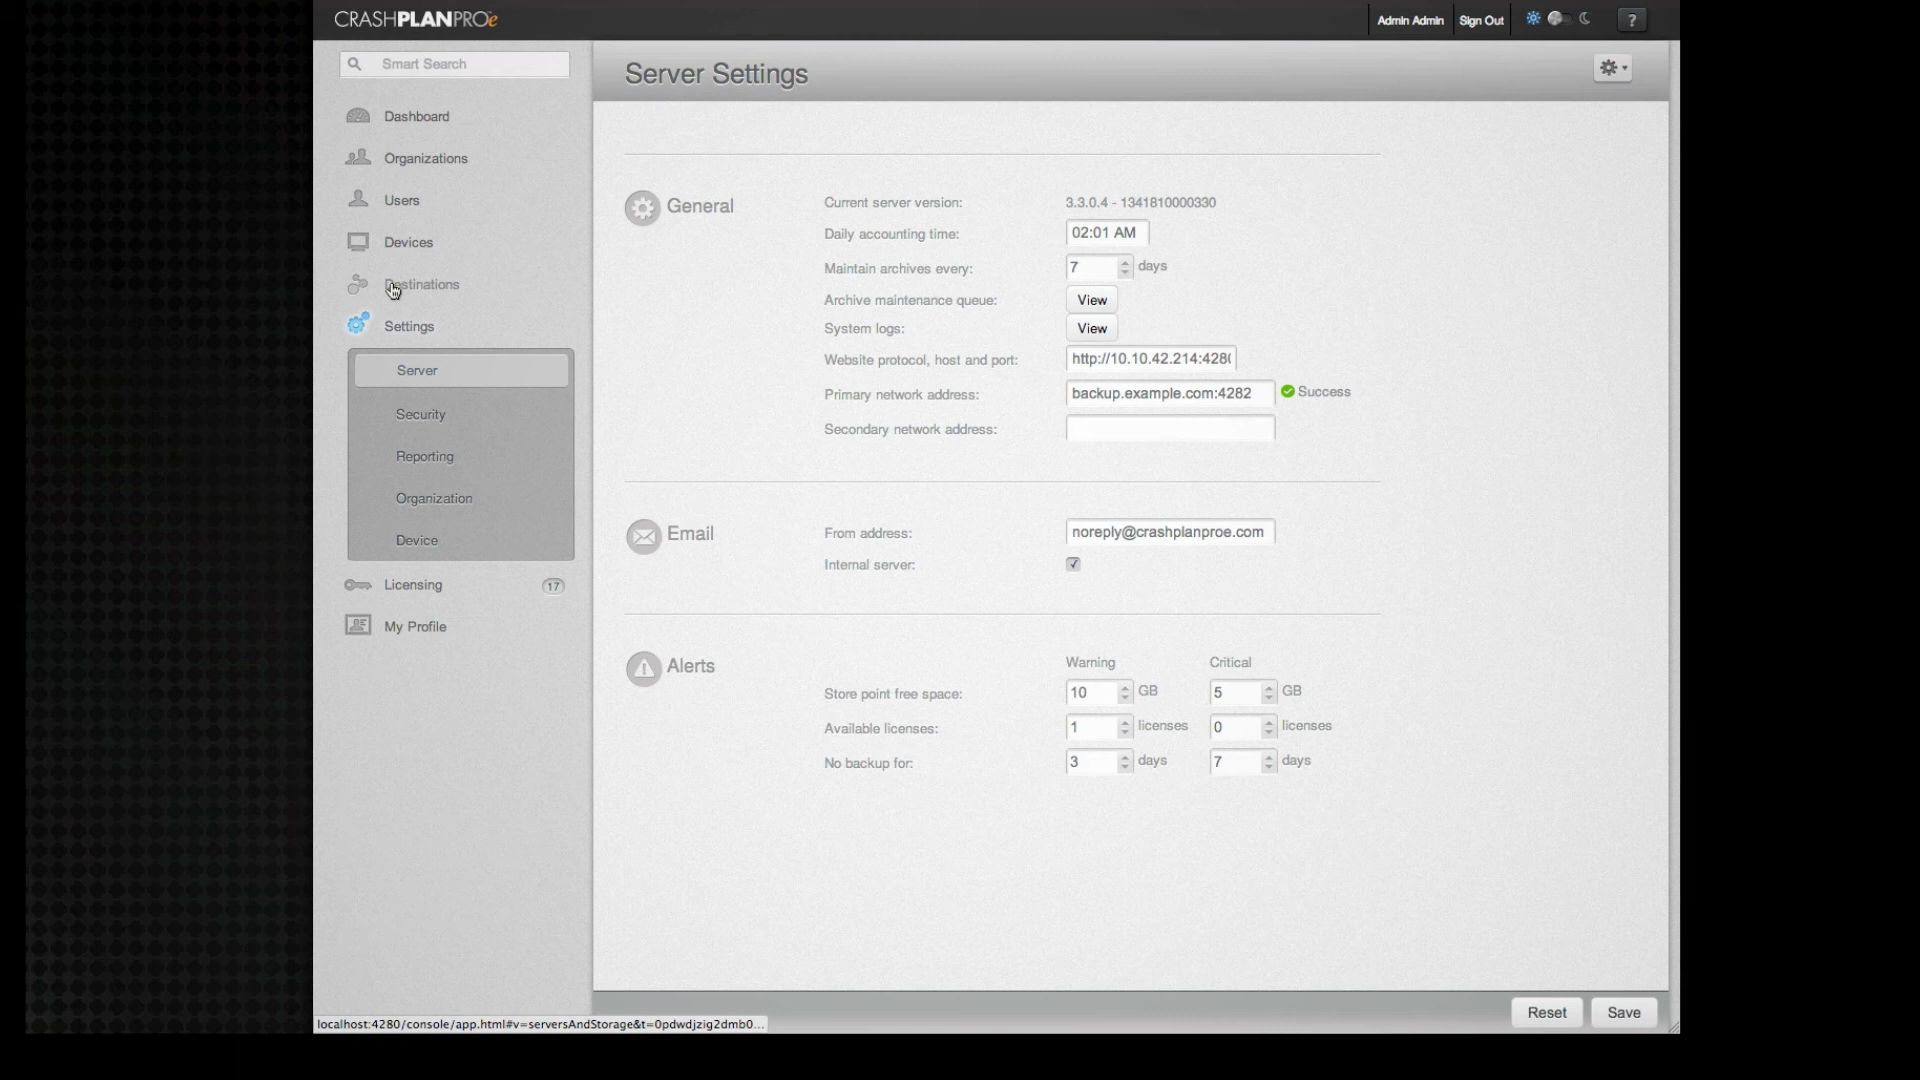 CRASHPLANPROe
Admin Admin
Sign Out
?
Smart Search
Dashboard
Organizations
Users
Devices
Destinations
Settings
Server
Security
Reporting
Organization
Device
Licensing 17
My Profile
Server Settings
General
Current server version: 3.3.0.4 - 1341810000330
Daily accounting time: 02:01 AM
Maintain archives every: 7 days
Archive maintenance queue: View
System logs: View
Website protocol, host and port: http://10.10.42.214:428
Primary network address: backup.example.com:4282 Success
Secondary network address:
Email
From address: noreply@crashplanproe.com
Internal server:
Alerts
Warning Critical
Store point free space: 10 GB 5 GB
Available licenses: 1 licenses 0 licenses
No backup for: 3 days 7 days
Reset Save
localhost:4280/console/app.html#v=serversAndStorage&t=0pdwdjzig2dmb0...